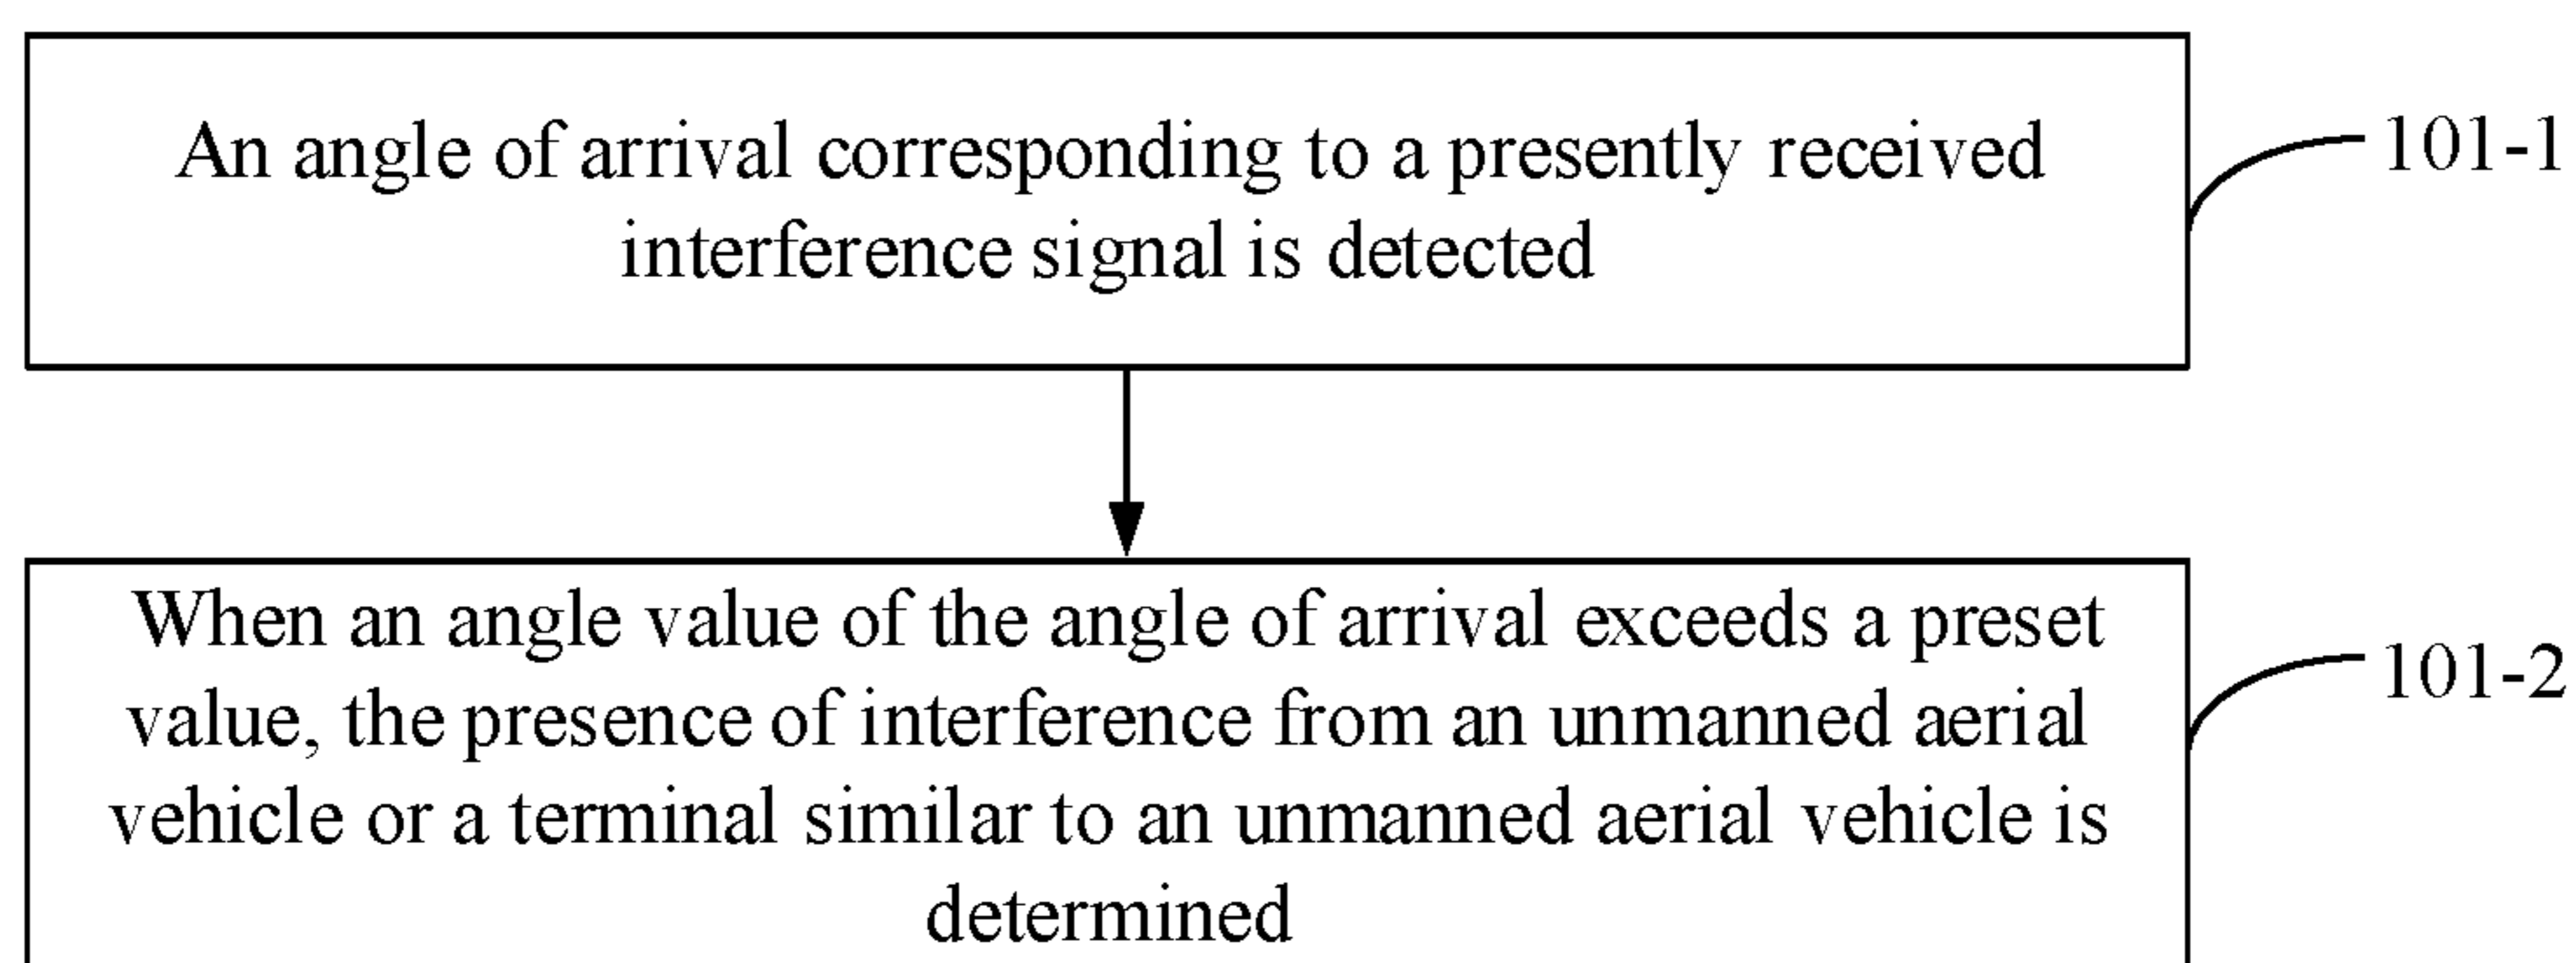 An angle of arrival corresponding to a presently received
interference signal is detected
101-1
When an angle value of the angle of arrival exceeds a preset
value, the presence of interference from an unmanned aerial
vehicle or a terminal similar to an unmanned aerial vehicle is
determined
101-2